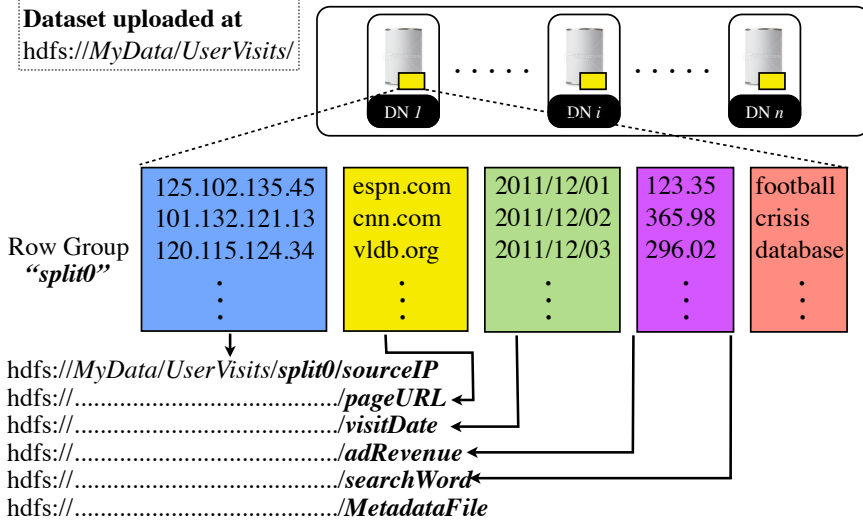 Dataset uploaded at
hdfs://MyData/UserVisits/
. . . . .
. . . . .
DN 1
DN i
DN n
125.102.135.45 espn.com 2011/12/01 123.35 football
101.132.121.13 cnn.com 2011/12/02 365.98 crisis
120.115.124.34 vldb.org 2011/12/03 296.02 database
Row Group
“split0”
hdfs://MyData/UserVisits/split0/sourceIP
hdfs://............................................/pageURL
hdfs://............................................/visitDate
hdfs://............................................/adRevenue
hdfs://............................................/searchWord
hdfs://............................................/MetadataFile